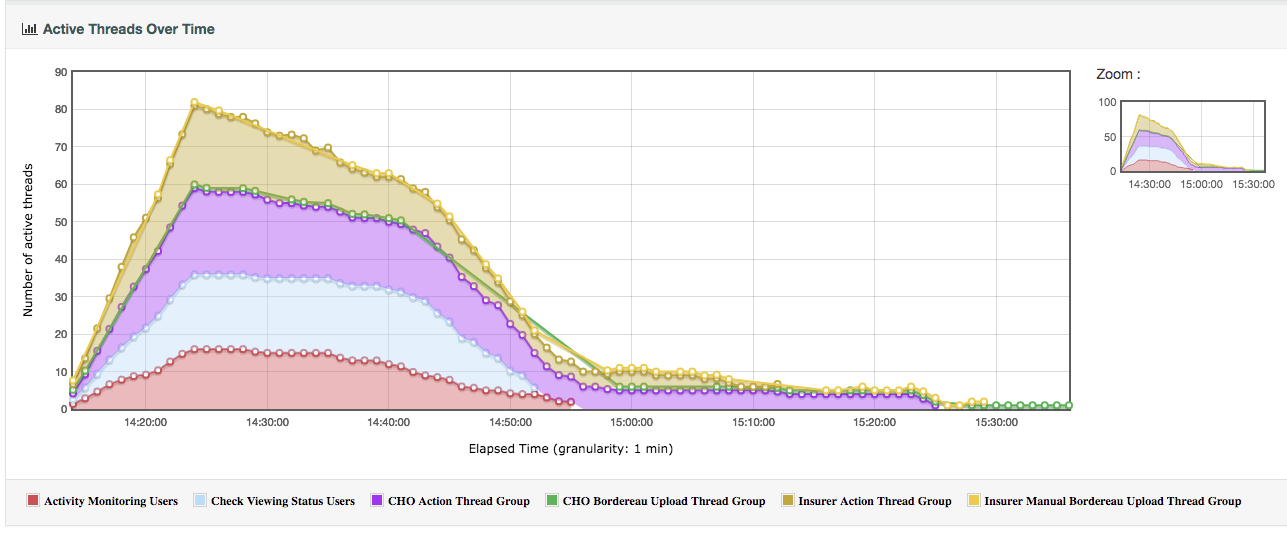 Active Threads Over Time
Zoom :
Number of active threads
90
80
70
60
50
40
30
20
10
0
14:20:00 14:30:00 14:40:00 14:50:00 15:00:00 15:10:00 15:20:00 15:30:00
Elapsed Time (granularity: 1 min)
100
50
0
14:30:00 15:00:00 15:30:00
Activity Monitoring Users Check Viewing Status Users CHO Action Thread Group CHO Bordereau Upload Thread Group Insurer Action Thread Group Insurer Manual Bordereau Upload Thread Group